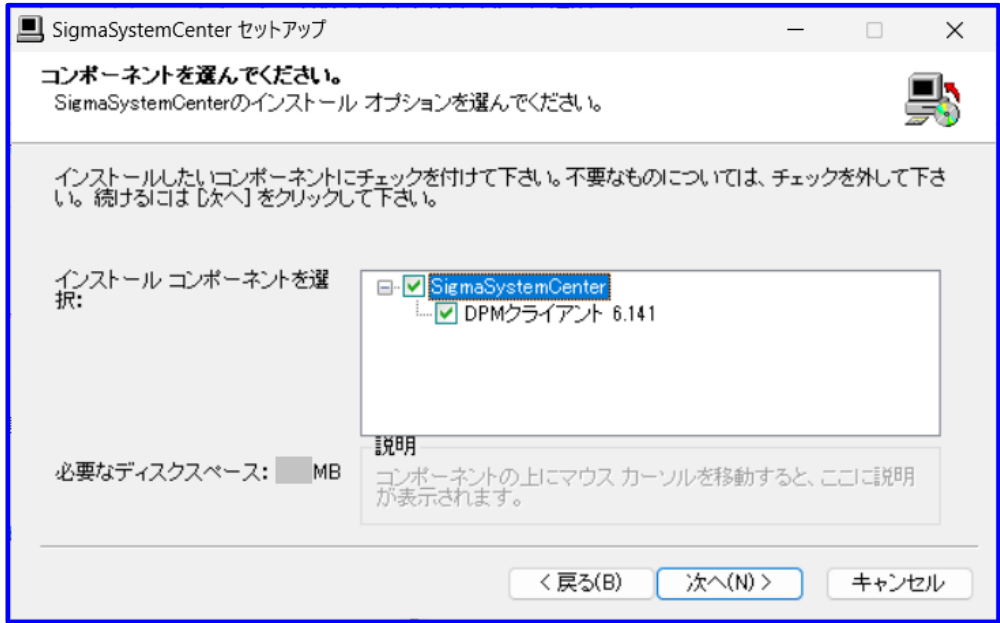 SigmaSystemCenter セットアップ
コンポーネントを選んでください。
SigmaSystemCenterのインストール オプションを選んでください。
インストールしたいコンポーネントにチェックを付けて下さい。不要なものについては、チェックを外して下さ
い。続けるには [次へ] をクリックして下さい。
インストール コンポーネントを選
択:
SigmaSystemCenter
DPMクライアント 6.141
説明
コンポーネントの上にマウス カーソルを移動すると、ここに説明
が表示されます。
必要なディスクスペース: MB
< 戻る(B)
次へ(N) >
キャンセル